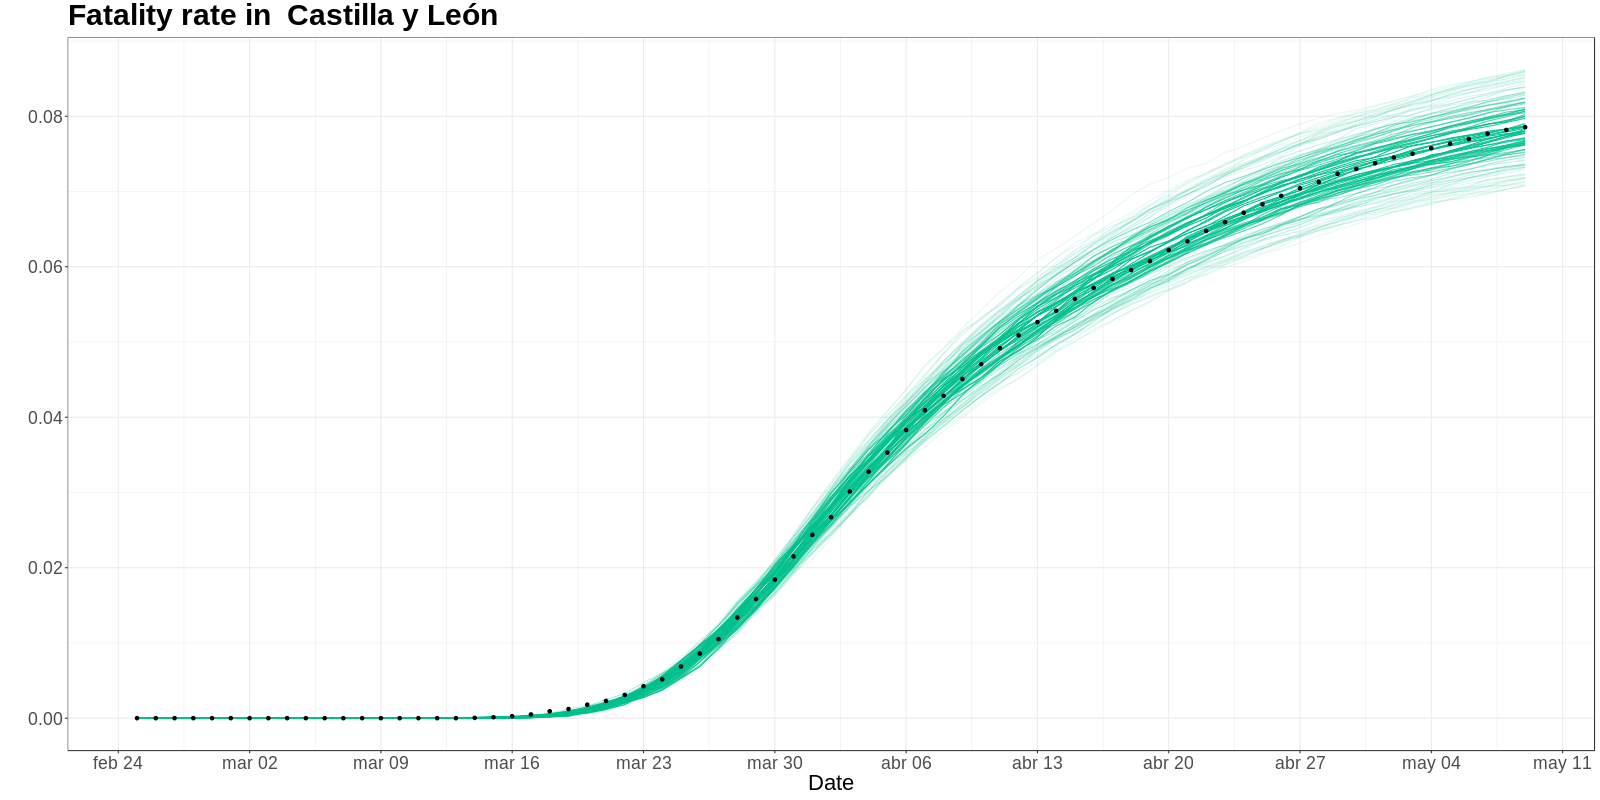 Fatality rate in  Castilla y León
0.08
0.06
0.04
0.02
0.00
feb 24 mar 02 mar 09 mar 16 mar 23 mar 30 abr 06 abr 13 abr 20 abr 27 may 04 may 11
Date